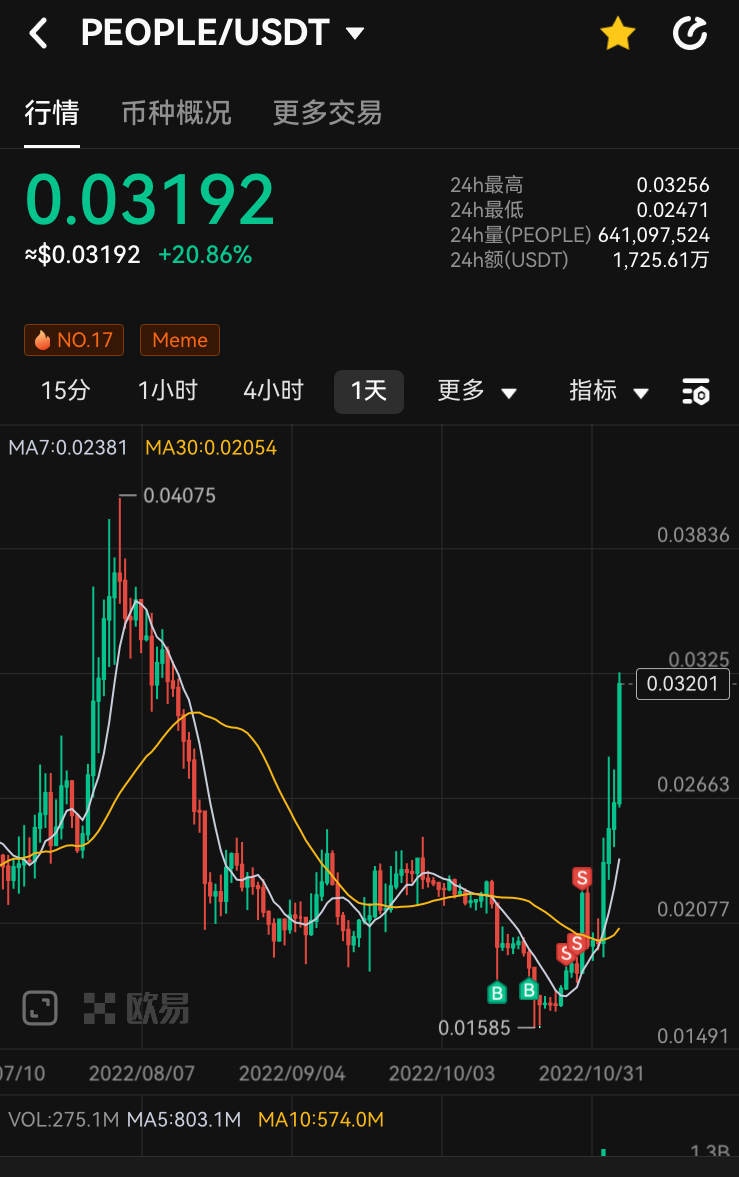 PEOPLE/USDT
行情 币种概况 更多交易
0.03192
≈$0.03192 +20.86%
24h最高 0.03256
24h最低 0.02471
24h量(PEOPLE) 641,097,524
24h额(USDT) 1,725.61万
NO.17 Meme
15分 1小时 4小时 1天 更多 指标
MA7:0.02381 MA30:0.02054
0.04075
0.03836
0.0325
0.03201
0.02663
S
0.02077
S S
B B
欧易
0.01585
0.01491
07/10 2022/08/07 2022/09/04 2022/10/03 2022/10/31
VOL:275.1M MA5:803.1M MA10:574.0M
1.3B